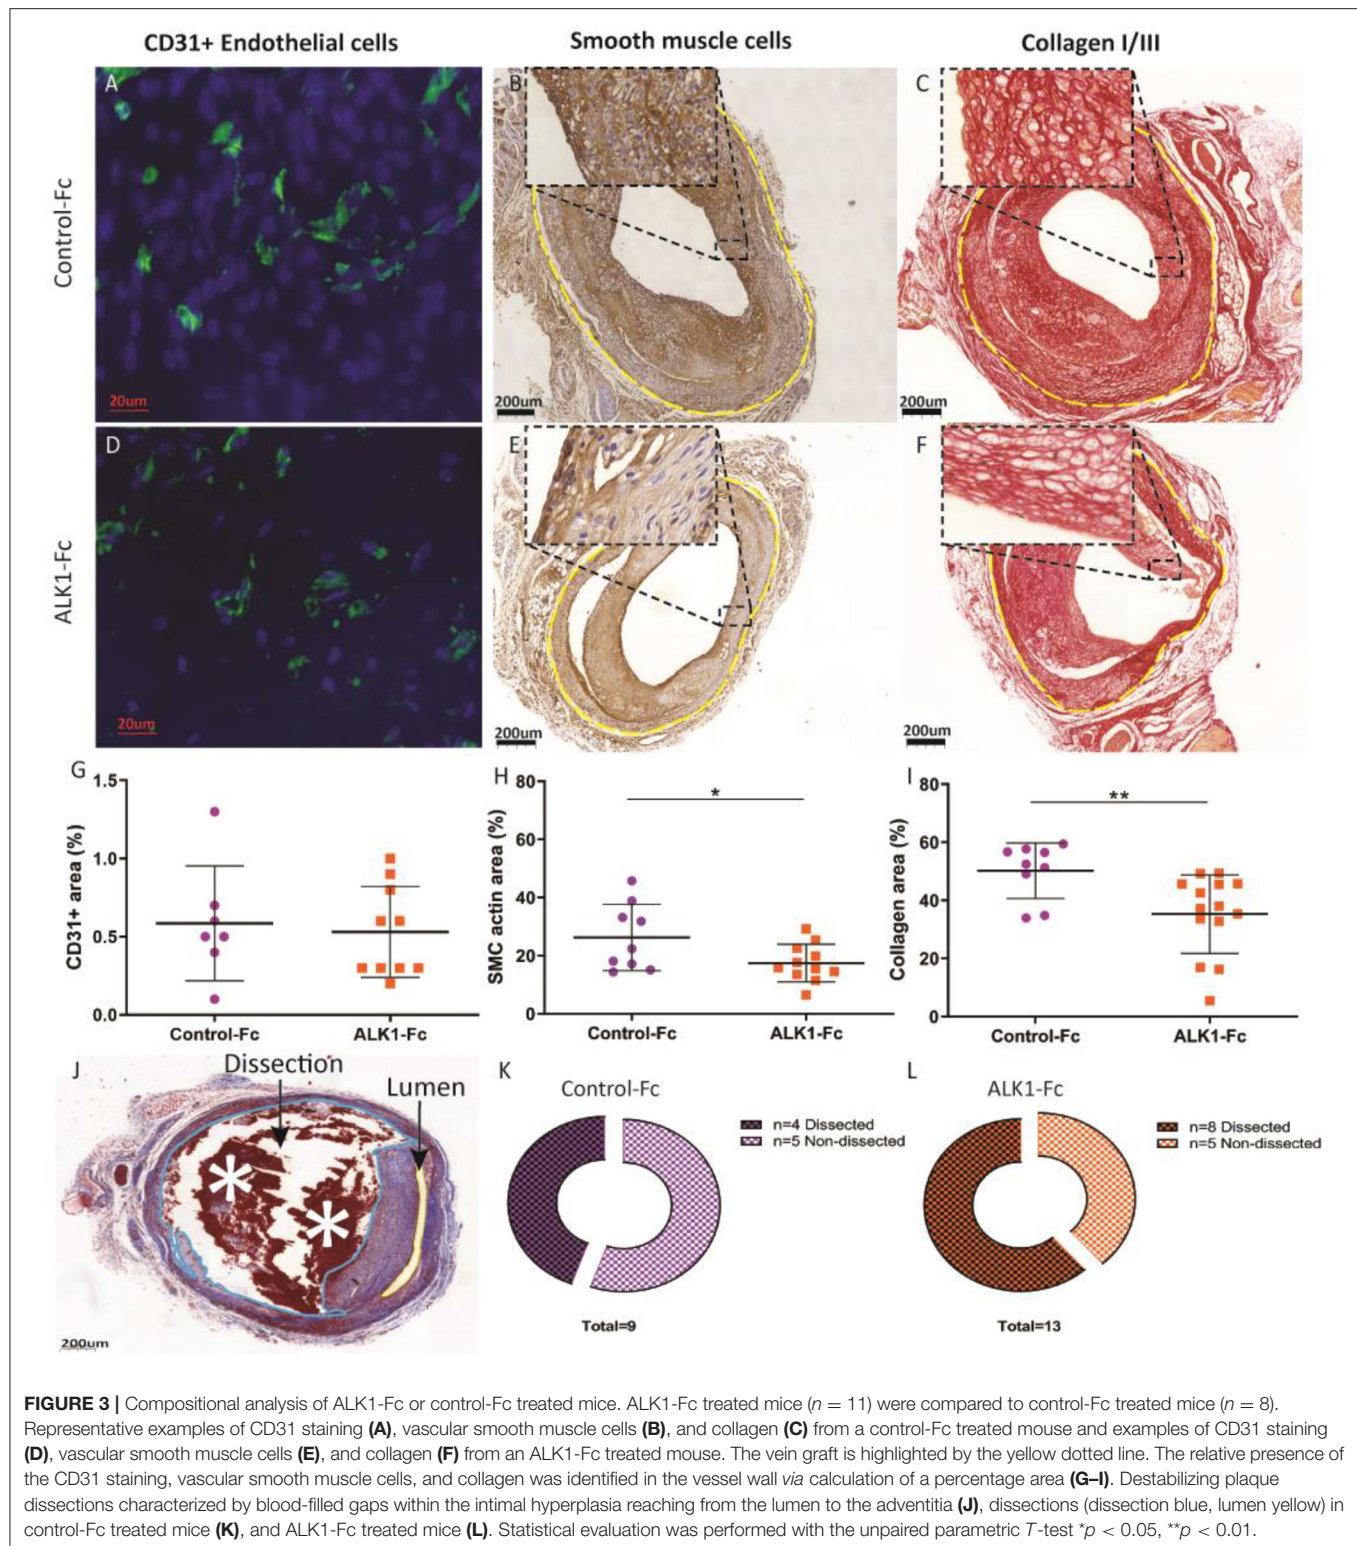 CD31+ Endothelial cells
Smooth muscle cells
Collagen I/III
Control-Fc
A
20um
B
200um
C
200um
ALK1-Fc
D
20um
E
200um
F
200um
G
CD31+ area (%)
1.5
1.0
0.5
0.0
Control-Fc
ALK1-Fc
H
SMC actin area (%)
80
60
40
20
0
*
Control-Fc
ALK1-Fc
I
Collagen area (%)
80
60
40
20
0
**
Control-Fc
ALK1-Fc
J
Dissection
Lumen
* *
200um
K
Control-Fc
n=4 Dissected
n=5 Non-dissected
Total=9
L
ALK1-Fc
n=8 Dissected
n=5 Non-dissected
Total=13
FIGURE 3 | Compositional analysis of ALK1-Fc or control-Fc treated mice. ALK1-Fc treated mice (n = 11) were compared to control-Fc treated mice (n = 8).
Representative examples of CD31 staining (A), vascular smooth muscle cells (B), and collagen (C) from a control-Fc treated mouse and examples of CD31 staining
(D), vascular smooth muscle cells (E), and collagen (F) from an ALK1-Fc treated mouse. The vein graft is highlighted by the yellow dotted line. The relative presence of
the CD31 staining, vascular smooth muscle cells, and collagen was identified in the vessel wall via calculation of a percentage area (G–I). Destabilizing plaque
dissections characterized by blood-filled gaps within the intimal hyperplasia reaching from the lumen to the adventitia (J), dissections (dissection blue, lumen yellow) in
control-Fc treated mice (K), and ALK1-Fc treated mice (L). Statistical evaluation was performed with the unpaired parametric T-test *p < 0.05, **p < 0.01.